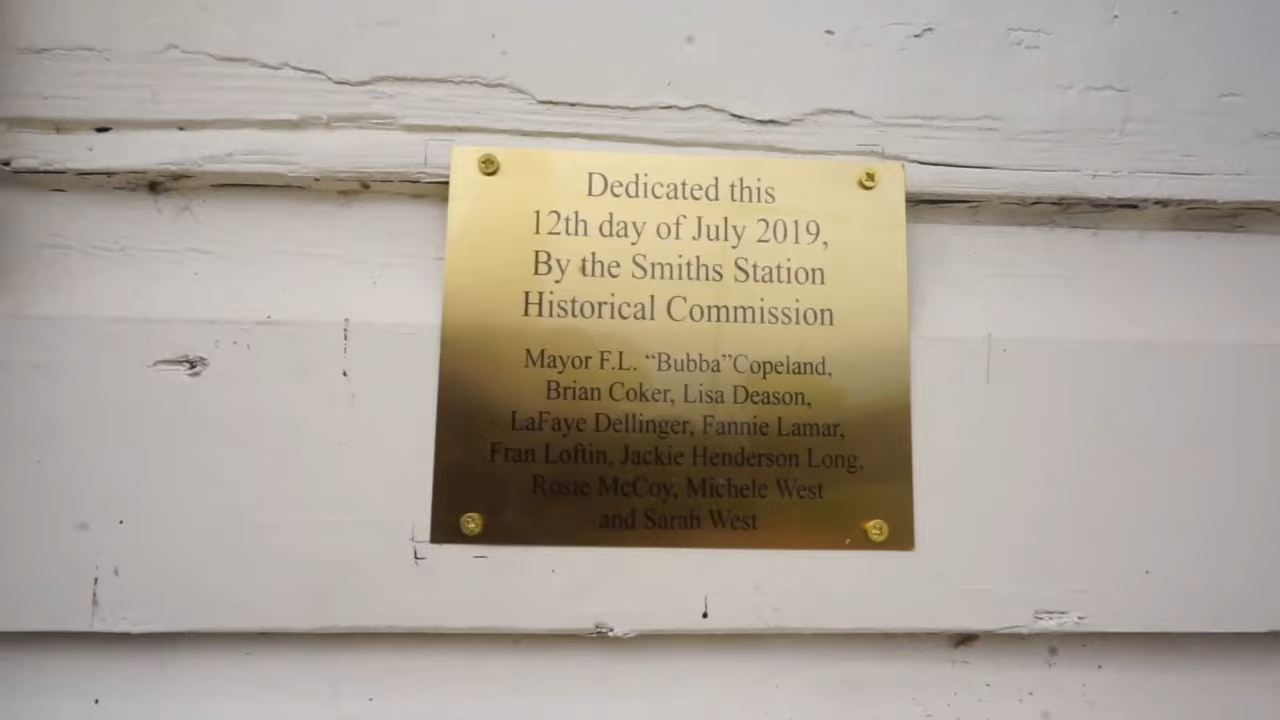 Dedicated this
12th day of July 2019,
By the Smiths Station
Historical Commission
Mayor F.L. “Bubba”Copeland,
Brian Coker, Lisa Deason,
LaFaye Dellinger, Fannie Lamar,
Fran Loftin, Jackie Henderson Long,
Rosie McCoy, Michele West
and Sarah West